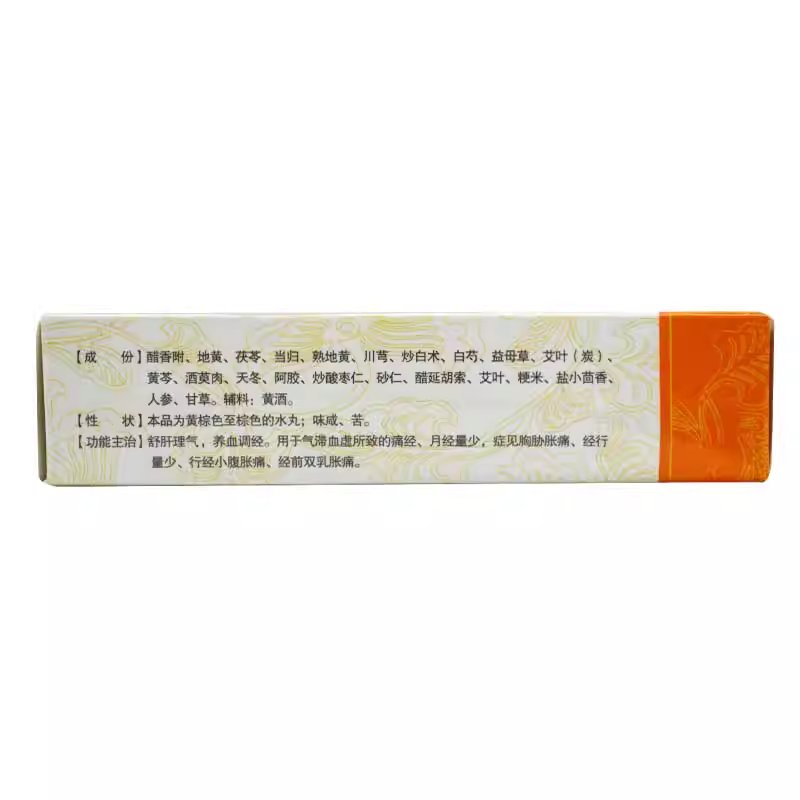 【成　份】醋香附、地黄、茯苓、当归、熟地黄、川芎、炒白术、白芍、益母草、艾叶（炭）、
黄芩、酒萸肉、天冬、阿胶、炒酸枣仁、砂仁、醋延胡索、艾叶、粳米、盐小茴香、
人参、甘草。辅料：黄酒。
【性　状】本品为黄棕色至棕色的水丸；味咸、苦。
【功能主治】舒肝理气，养血调经。用于气滞血虚所致的痛经、月经量少，症见胸胁胀痛、经行
量少、行经小腹胀痛、经前双乳胀痛。